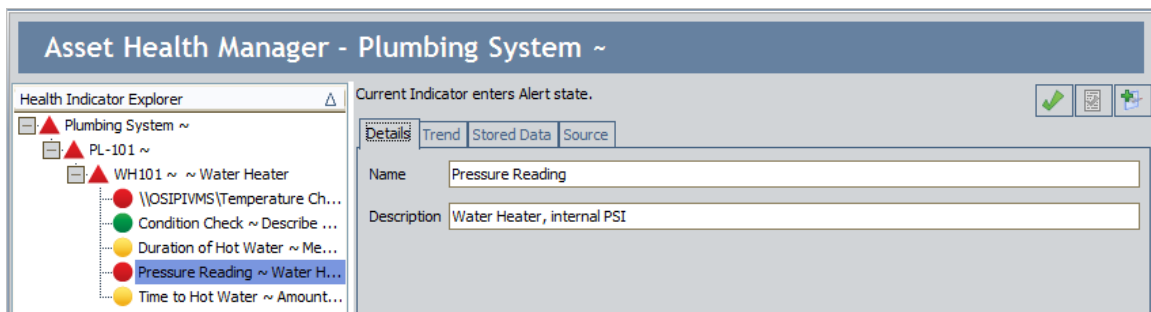 Asset Health Manager - Plumbing System ~
Health Indicator Explorer
Plumbing System ~
PL-101 ~
WH101 ~ ~ Water Heater
\\OSIPIVMS\Temperature Ch...
Condition Check ~ Describe ...
Duration of Hot Water ~ Me...
Pressure Reading ~ Water H...
Time to Hot Water ~ Amount...
Current Indicator enters Alert state.
Details Trend Stored Data Source
Name Pressure Reading
Description Water Heater, internal PSI